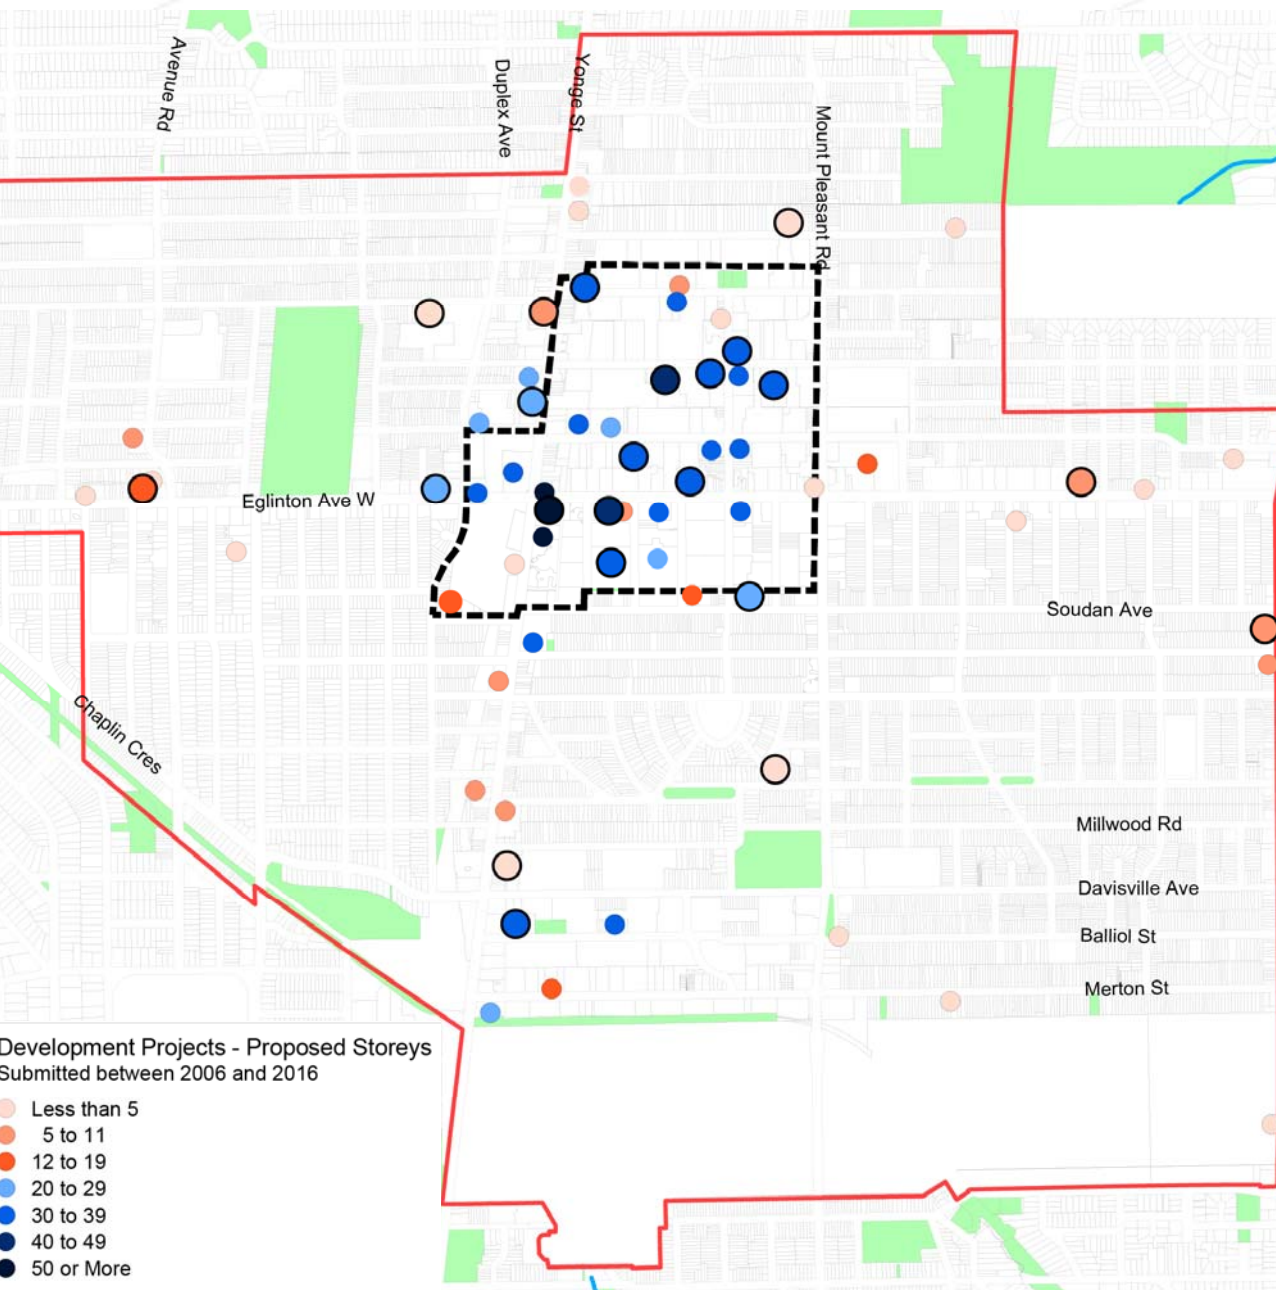 Avenue Rd
Duplex Ave
Yonge St
Mount Pleasant Rd
Eglinton Ave W
Soudan Ave
Chaplin Cres
Millwood Rd
Davisville Ave
Balliol St
Merton St
Development Projects - Proposed Storeys
Submitted between 2006 and 2016
Less than 5
5 to 11
12 to 19
20 to 29
30 to 39
40 to 49
50 or More